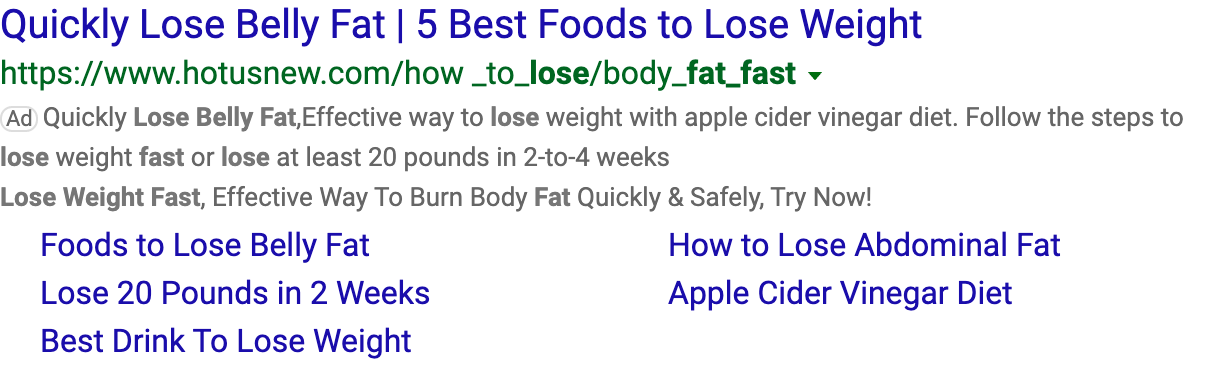 Quickly Lose Belly Fat | 5 Best Foods to Lose Weight
https://www.hotusnew.com/how _to_lose/body_fat_fast
Ad Quickly Lose Belly Fat,Effective way to lose weight with apple cider vinegar diet. Follow the steps to
lose weight fast or lose at least 20 pounds in 2-to-4 weeks
Lose Weight Fast, Effective Way To Burn Body Fat Quickly & Safely, Try Now!
Foods to Lose Belly Fat
How to Lose Abdominal Fat
Lose 20 Pounds in 2 Weeks
Apple Cider Vinegar Diet
Best Drink To Lose Weight